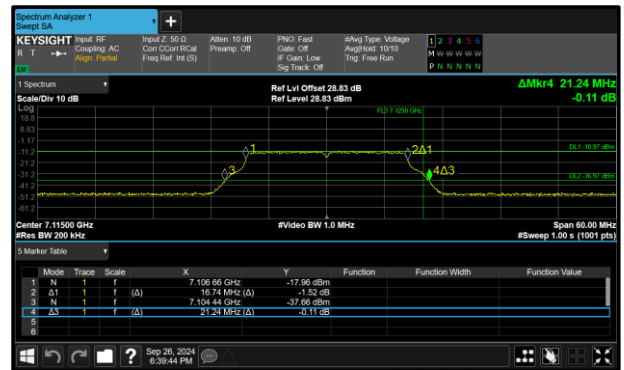 Spectrum Analyzer 1
Swept SA
+
KEYSIGHT Input: RF Input Z: 50 Ω Atten: 10 dB PNO: Fast #Avg Type: Voltage 1 2 3 4 5 6
R T Coupling: AC Corr CCorr RCal Preamp: Off Gate: Off Avg|Hold: 10/10 M W W W W W
Align: Partial Freq Ref: Int (S) IF Gain: Low Trig: Free Run
LXI Sig Track: Off P N N N N N
1 Spectrum Ref Lvl Offset 28.83 dB ΔMkr4 21.24 MHz
Scale/Div 10 dB Ref Level 28.83 dBm -0.11 dB
Log
18.8 FL3 7.1250 GHz
8.83
-1.17
-11.2 1 2Δ1 DL1 -10.97 dBm
-21.2
-31.2 3 4Δ3 DL2 -36.97 dBm
-41.2
-51.2
-61.2
Center 7.11500 GHz #Video BW 1.0 MHz Span 60.00 MHz
#Res BW 200 kHz #Sweep 1.00 s (1001 pts)
5 Marker Table
Mode Trace Scale X Y Function Function Width Function Value
1 N 1 f 7.106 66 GHz -17.96 dBm
2 Δ1 1 f (Δ) 16.74 MHz (Δ) -1.52 dB
3 N 1 f 7.104 44 GHz -37.66 dBm
4 Δ3 1 f (Δ) 21.24 MHz (Δ) -0.11 dB
5
6
? Sep 26, 2024
6:39:44 PM